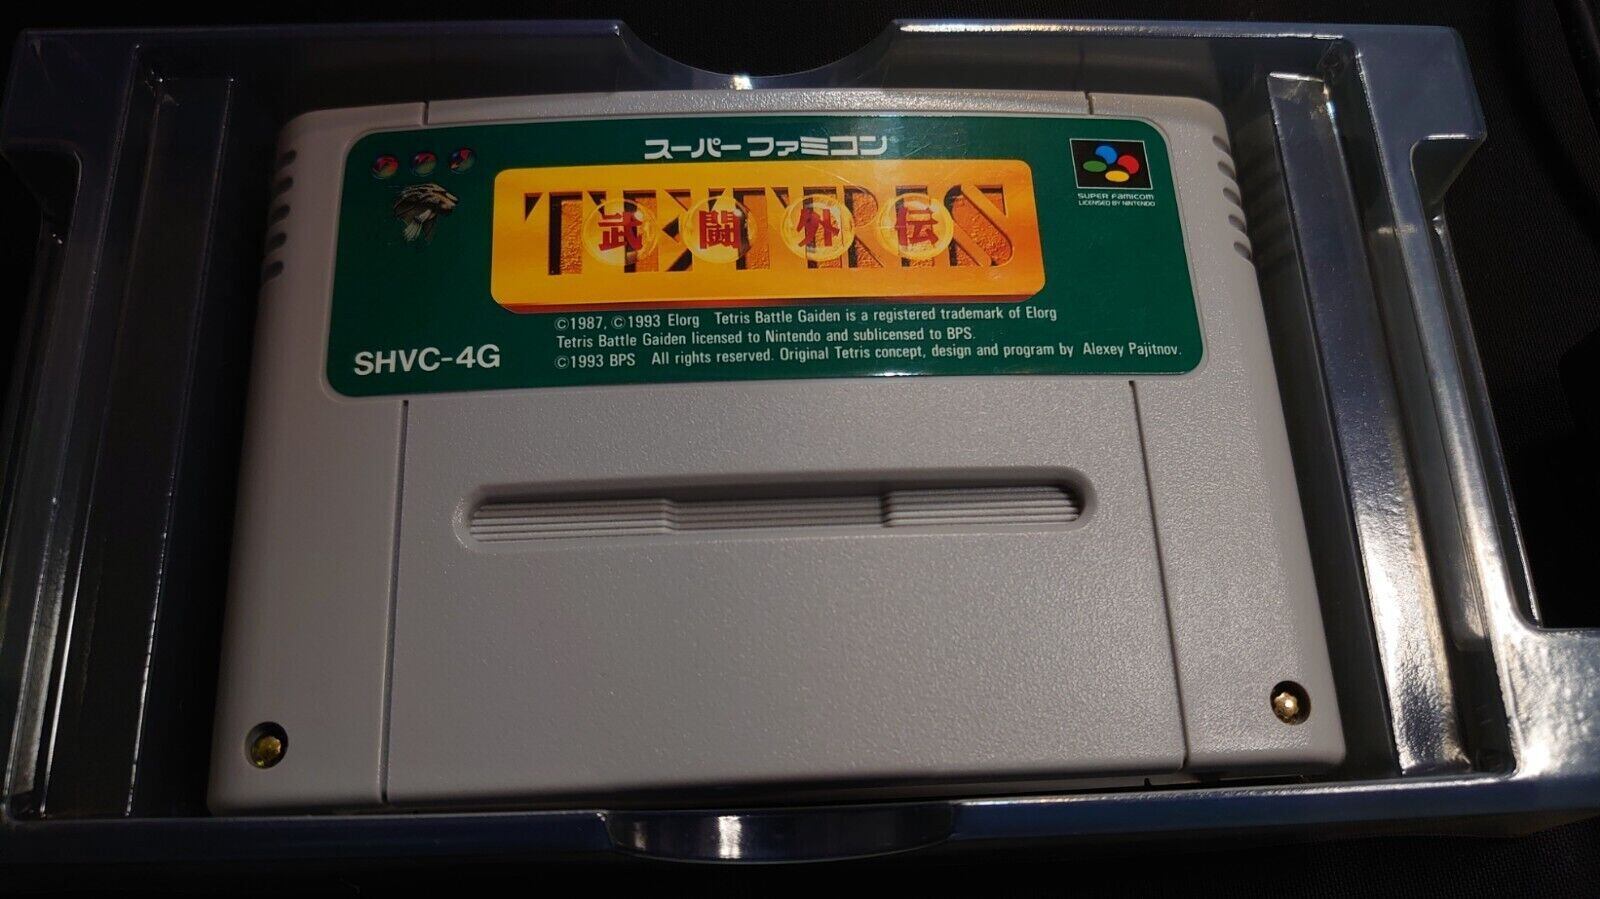 スーパーファミコン
TETRIS
武闘外伝
SUPER FAMICOM
LICENSED BY NINTENDO
©1987, ©1993 Elorg Tetris Battle Gaiden is a registered trademark of Elorg
Tetris Battle Gaiden licensed to Nintendo and sublicensed to BPS.
©1993 BPS All rights reserved. Original Tetris concept, design and program by Alexey Pajitnov.
SHVC-4G